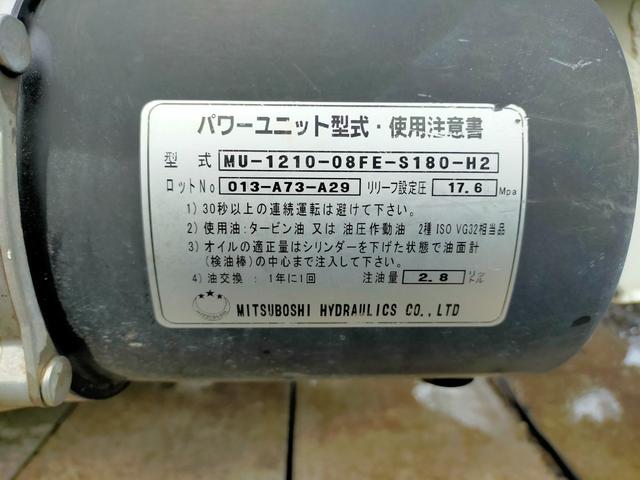 パワーユニット型式・使用注意書
型式 MU-1210-08FE-S180-H2
ロットNo 013-A73-A29 リリーフ設定圧 17.6 Mpa
1) 30秒以上の連続運転は避けて下さい。
2) 使用油:タービン油 又は 油圧作動油 2種 ISO VG32相当品
3) オイルの適正量はシリンダーを下げた状態で油面計
(検油棒)の中心まで注入して下さい。
4) 油交換 : 1年に1回 注油量 2.8 リットル
MITSUBOSHI HYDRAULICS CO.,LTD